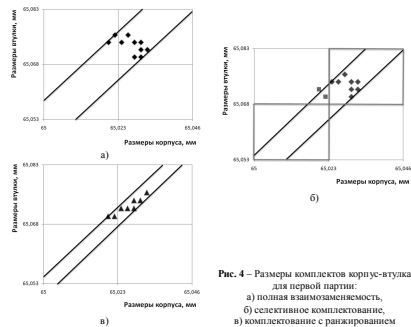 Размеры втулки, мм
65,083
65,068
65,053
65
65,023
65,046
Размеры корпуса, мм
а)
Размеры втулки, мм
65,083
65,068
65,053
65
65,023
65,046
Размеры корпуса, мм
б)
Размеры втулки, мм
65,083
65,068
65,053
65
65,023
65,046
Размеры корпуса, мм
в)
Рис. 4 – Размеры комплектов корпус-втулка
для первой партии:
а) полная взаимозаменяемость,
б) селективное комплектование,
в) комплектование с ранжированием